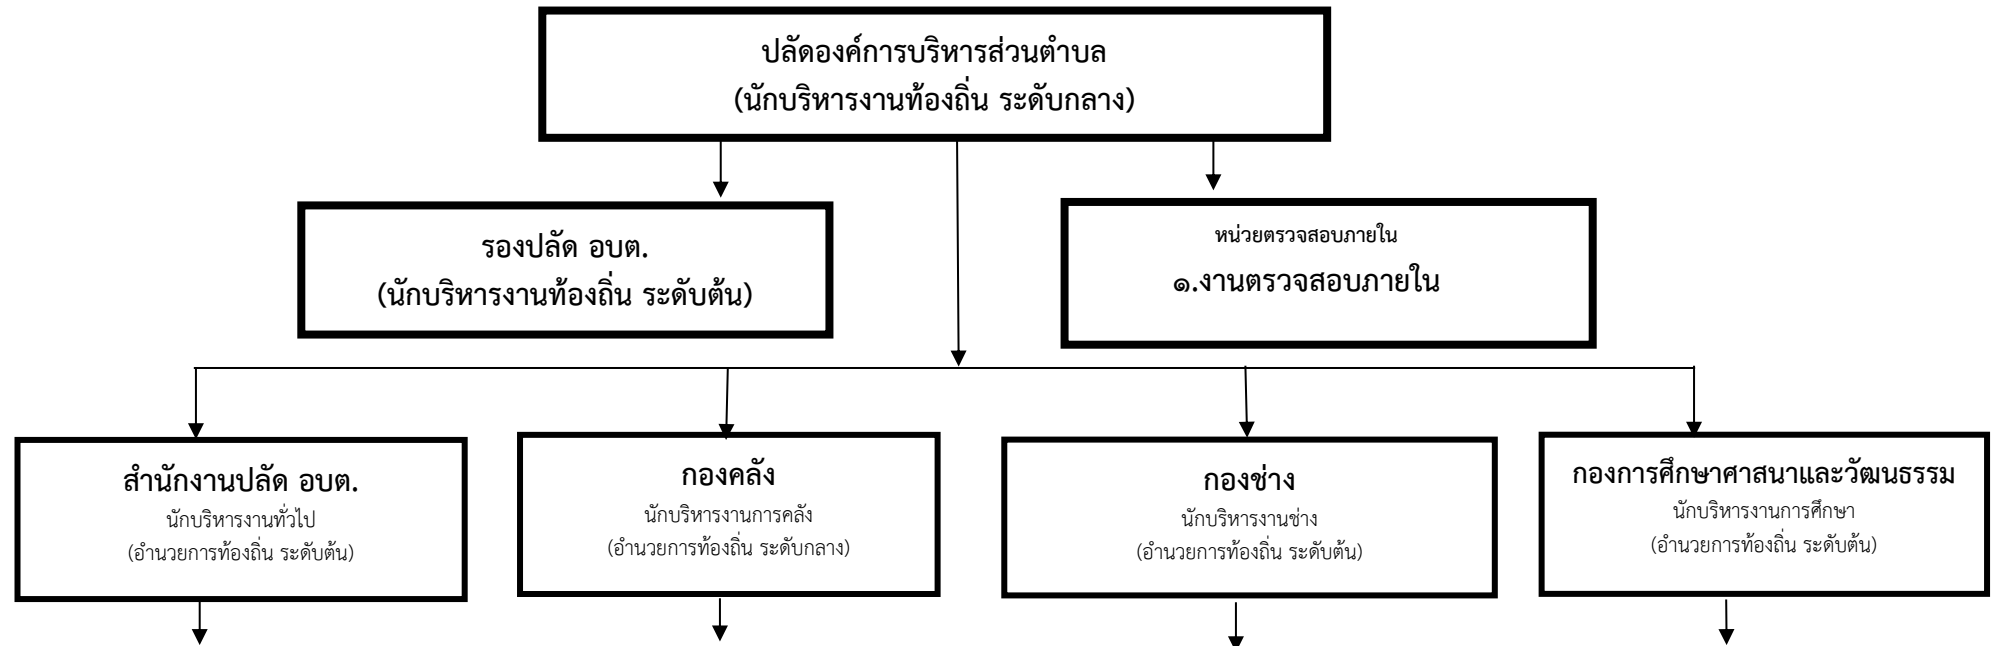 ปลัดองค์การบริหารส่วนตำบล
(นักบริหารงานท้องถิ่น ระดับกลาง)
รองปลัด อบต.
(นักบริหารงานท้องถิ่น ระดับต้น)
หน่วยตรวจสอบภายใน
๑.งานตรวจสอบภายใน
สำนักงานปลัด อบต.
นักบริหารงานทั่วไป
(อำนวยการท้องถิ่น ระดับต้น)
กองคลัง
นักบริหารงานการคลัง
(อำนวยการท้องถิ่น ระดับกลาง)
กองช่าง
นักบริหารงานช่าง
(อำนวยการท้องถิ่น ระดับต้น)
กองการศึกษาศาสนาและวัฒนธรรม
นักบริหารงานการศึกษา
(อำนวยการท้องถิ่น ระดับต้น)